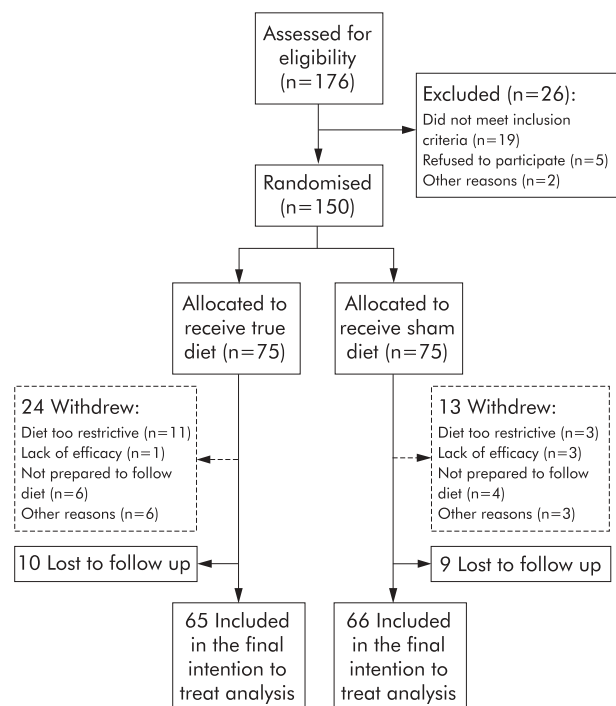 Assessed for
eligibility
(n=176)
Excluded (n=26):
Did not meet inclusion
criteria (n=19)
Refused to participate (n=5)
Other reasons (n=2)
Randomised
(n=150)
Allocated to
receive true
diet (n=75)
Allocated to
receive sham
diet (n=75)
24 Withdrew:
Diet too restrictive (n=11)
Lack of efficacy (n=1)
Not prepared to follow
diet (n=6)
Other reasons (n=6)
13 Withdrew:
Diet too restrictive (n=3)
Lack of efficacy (n=3)
Not prepared to follow
diet (n=4)
Other reasons (n=3)
10 Lost to follow up
9 Lost to follow up
65 Included
in the final
intention to
treat analysis
66 Included
in the final
intention to
treat analysis